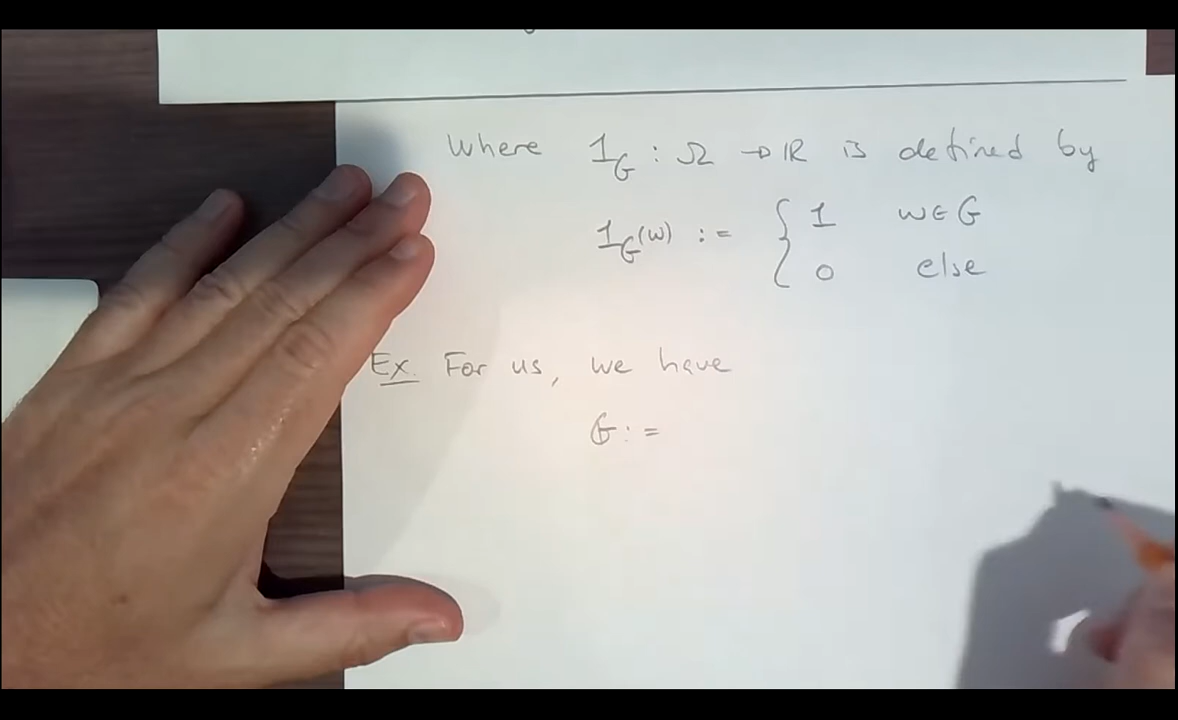 Where 1_G : Ω → ℝ is defined by
1_G(ω) := { 1 ω∈G
0 else
Ex. For us, we have
G :=